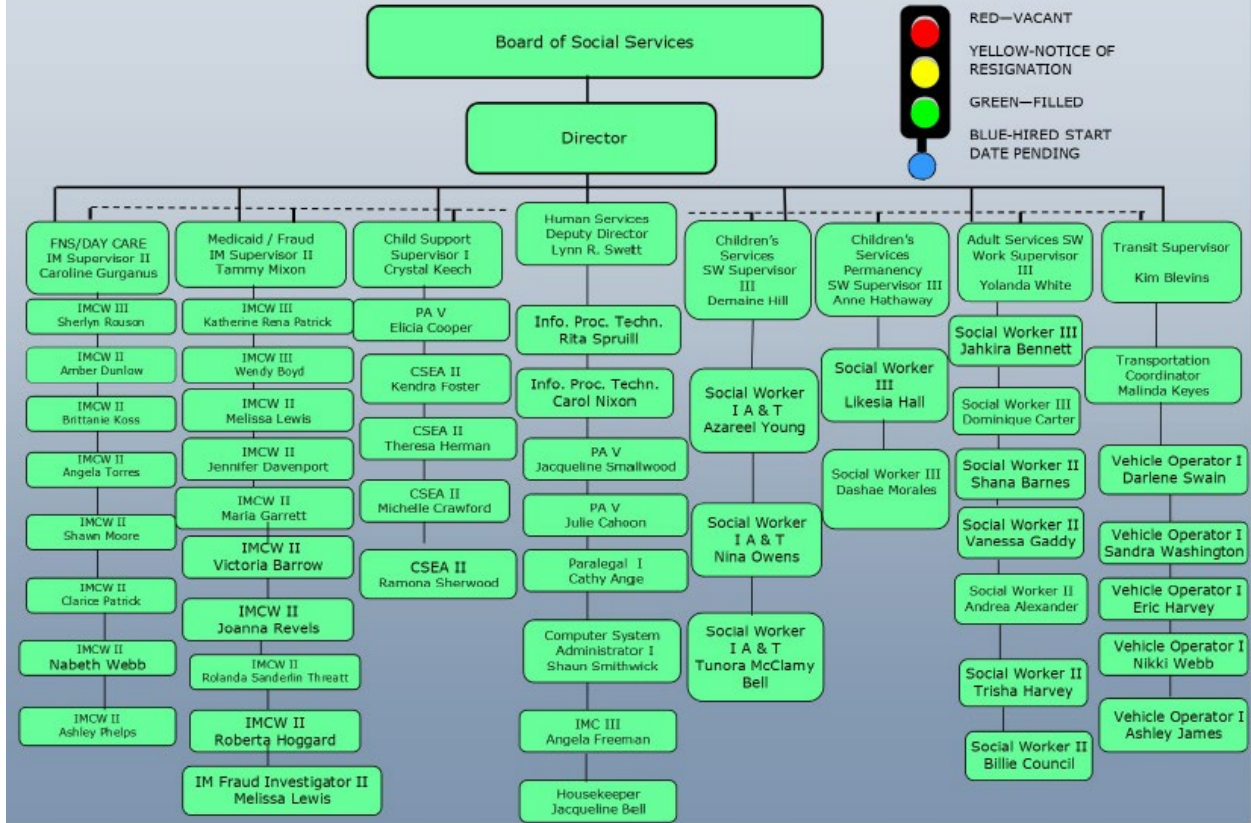 Board of Social Services
Director
RED—VACANT
YELLOW-NOTICE OF
RESIGNATION
GREEN—FILLED
BLUE-HIRED START
DATE PENDING
FNS/DAY CARE
IM Supervisor II
Caroline Gurganus
IMCW III
Sherlyn Rouson
IMCW II
Amber Dunlow
IMCW II
Brittanie Koss
IMCW II
Angela Torres
IMCW II
Shawn Moore
IMCW II
Clarice Patrick
IMCW II
Nabeth Webb
IMCW II
Ashley Phelps
Medicaid / Fraud
IM Supervisor II
Tammy Mixon
IMCW III
Katherine Rena Patrick
IMCW III
Wendy Boyd
IMCW II
Melissa Lewis
IMCW II
Jennifer Davenport
IMCW II
Maria Garrett
IMCW II
Victoria Barrow
IMCW II
Joanna Revels
IMCW II
Rolanda Sanderlin Threatt
IMCW II
Roberta Hoggard
IM Fraud Investigator II
Melissa Lewis
Child Support
Supervisor I
Crystal Keech
PA V
Elicia Cooper
CSEA II
Kendra Foster
CSEA II
Theresa Herman
CSEA II
Michelle Crawford
CSEA II
Ramona Sherwood
Human Services
Deputy Director
Lynn R. Swett
Info. Proc. Techn.
Rita Spruill
Info. Proc. Techn.
Carol Nixon
PA V
Jacqueline Smallwood
PA V
Julie Cahoon
Paralegal I
Cathy Ange
Computer System
Administrator I
Shaun Smithwick
IMC III
Angela Freeman
Housekeeper
Jacqueline Bell
Children's
Services
SW Supervisor
III
Demaine Hill
Social Worker
I A & T
Azareel Young
Social Worker
I A & T
Nina Owens
Social Worker
I A & T
Tunora McClamy
Bell
Children's
Services
Permanency
SW Supervisor III
Anne Hathaway
Social Worker
III
Likesia Hall
Social Worker III
Dashae Morales
Adult Services SW
Work Supervisor
III
Yolanda White
Social Worker III
Jahkira Bennett
Social Worker III
Dominique Carter
Social Worker II
Shana Barnes
Social Worker II
Vanessa Gaddy
Social Worker II
Andrea Alexander
Social Worker II
Trisha Harvey
Social Worker II
Billie Council
Transit Supervisor
Kim Blevins
Transportation
Coordinator
Malinda Keyes
Vehicle Operator I
Darlene Swain
Vehicle Operator I
Sandra Washington
Vehicle Operator I
Eric Harvey
Vehicle Operator I
Nikki Webb
Vehicle Operator I
Ashley James